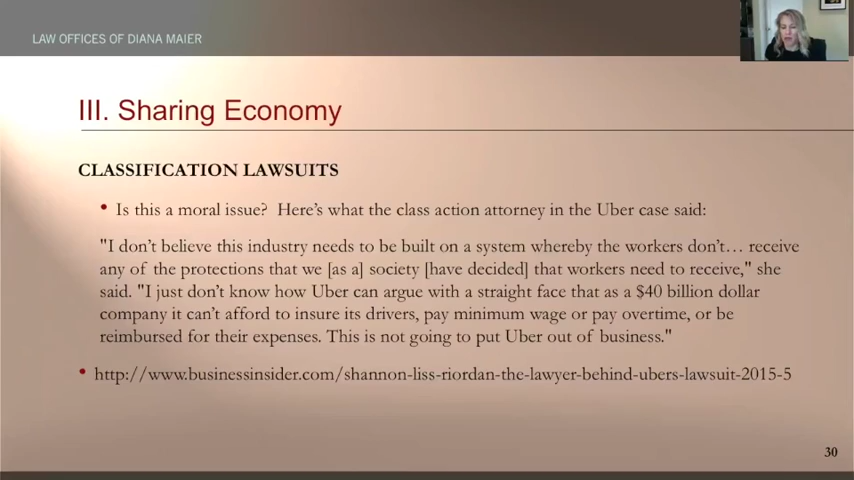 LAW OFFICES OF DIANA MAIER
III. Sharing Economy
CLASSIFICATION LAWSUITS
• Is this a moral issue? Here's what the class action attorney in the Uber case said:
"I don't believe this industry needs to be built on a system whereby the workers don't… receive
any of the protections that we [as a] society [have decided] that workers need to receive," she
said. "I just don't know how Uber can argue with a straight face that as a $40 billion dollar
company it can't afford to insure its drivers, pay minimum wage or pay overtime, or be
reimbursed for their expenses. This is not going to put Uber out of business."
• http://www.businessinsider.com/shannon-liss-riordan-the-lawyer-behind-ubers-lawsuit-2015-5
30